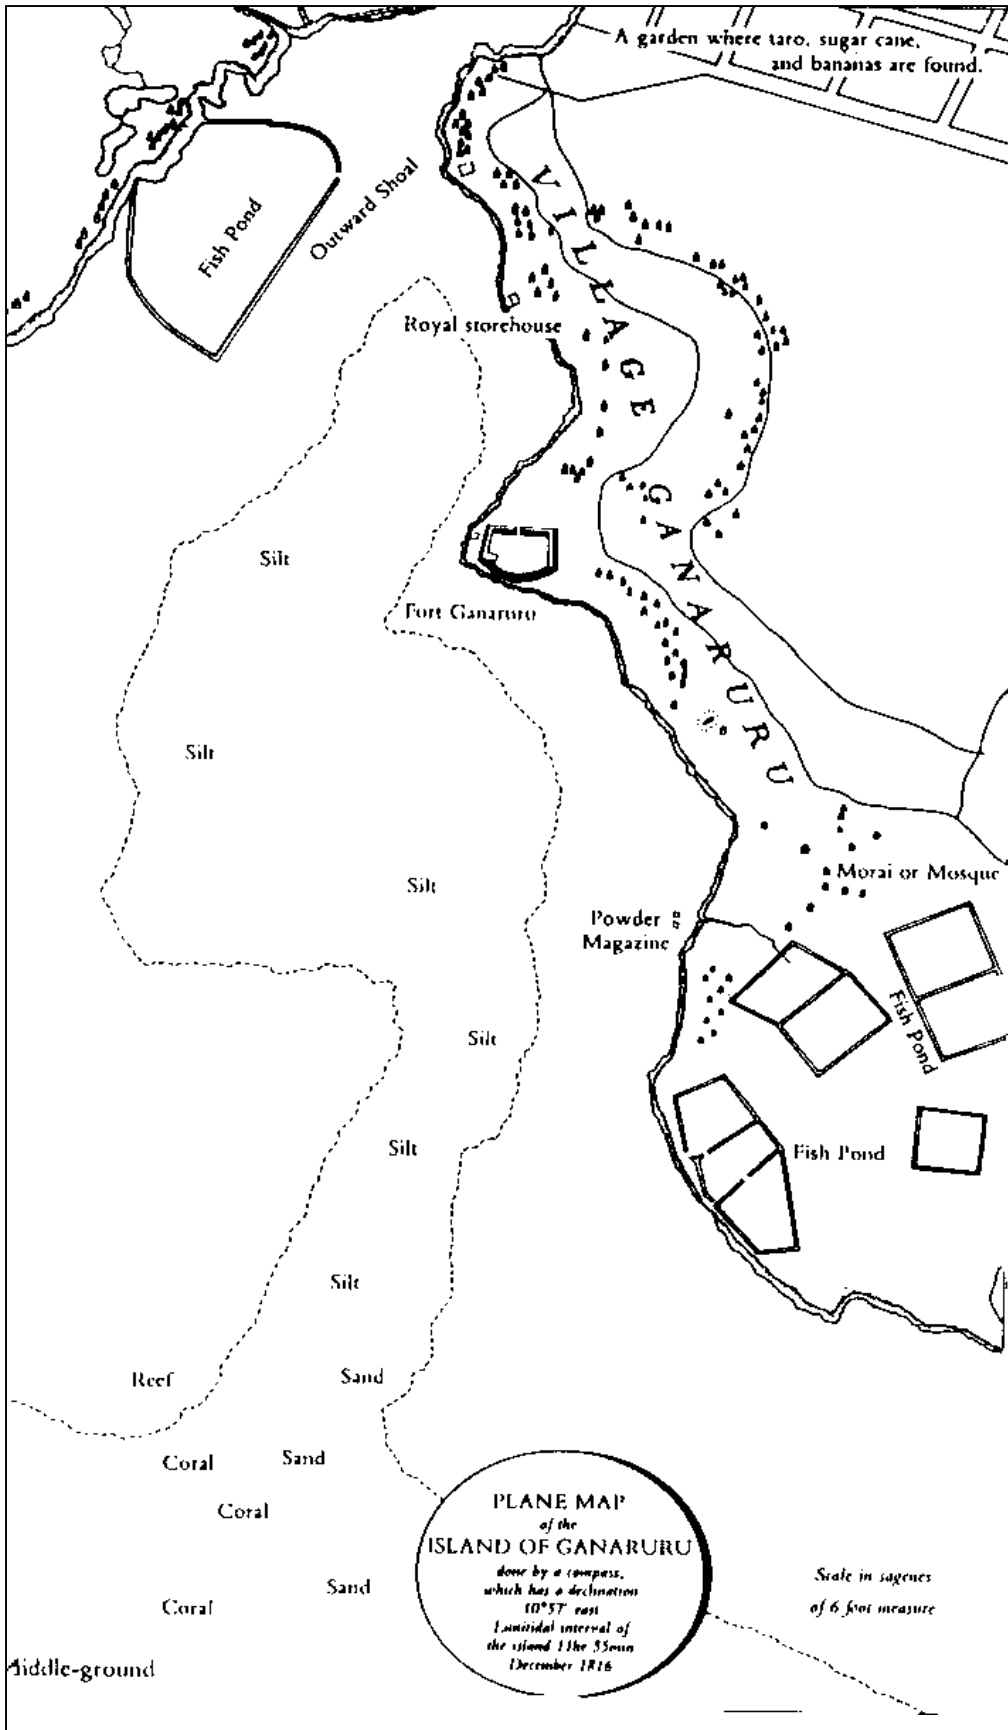 A garden where taro, sugar cane,
and bananas are found.
Fish Pond
Outward Shoal
VILLAGE GANARURU
Royal storehouse
Silt
Fort Ganaruru
Silt
Silt
Morai or Mosque
Powder
Magazine
Fish Pond
Silt
Silt
Fish Pond
Silt
Reef
Sand
Coral
Sand
Coral
Sand
Coral
PLANE MAP
of the
ISLAND OF GANARURU
done by a compass,
which has a declination
10°57' east
Lunitidal interval of
the island 11hr 55min
December 1816
Scale in sagenes
of 6 foot measure
Middle-ground